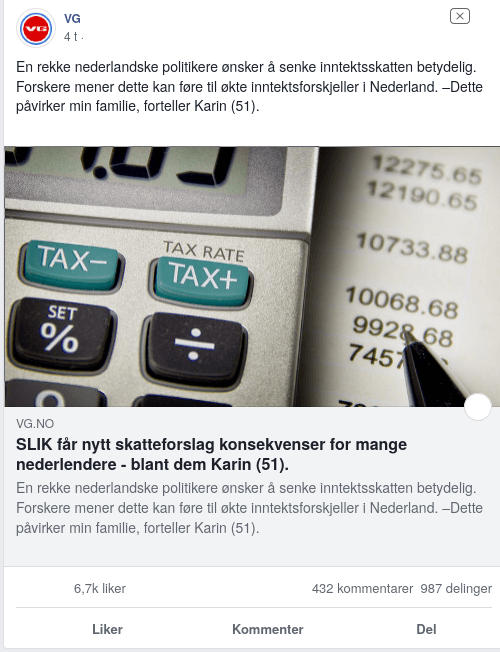 VG
VG
4 t ·
En rekke nederlandske politikere ønsker å senke inntektsskatten betydelig.
Forskere mener dette kan føre til økte inntektsforskjeller i Nederland. –Dette
påvirker min familie, forteller Karin (51).
12275.65
12190.65
10733.88
10068.68
9928.68
TAX−
TAX RATE
TAX+
SET
%
÷
VG.NO
SLIK får nytt skatteforslag konsekvenser for mange
nederlendere - blant dem Karin (51).
En rekke nederlandske politikere ønsker å senke inntektsskatten betydelig.
Forskere mener dette kan føre til økte inntektsforskjeller i Nederland. –Dette
påvirker min familie, forteller Karin (51).
6,7k liker
432 kommentarer 987 delinger
Liker
Kommenter
Del